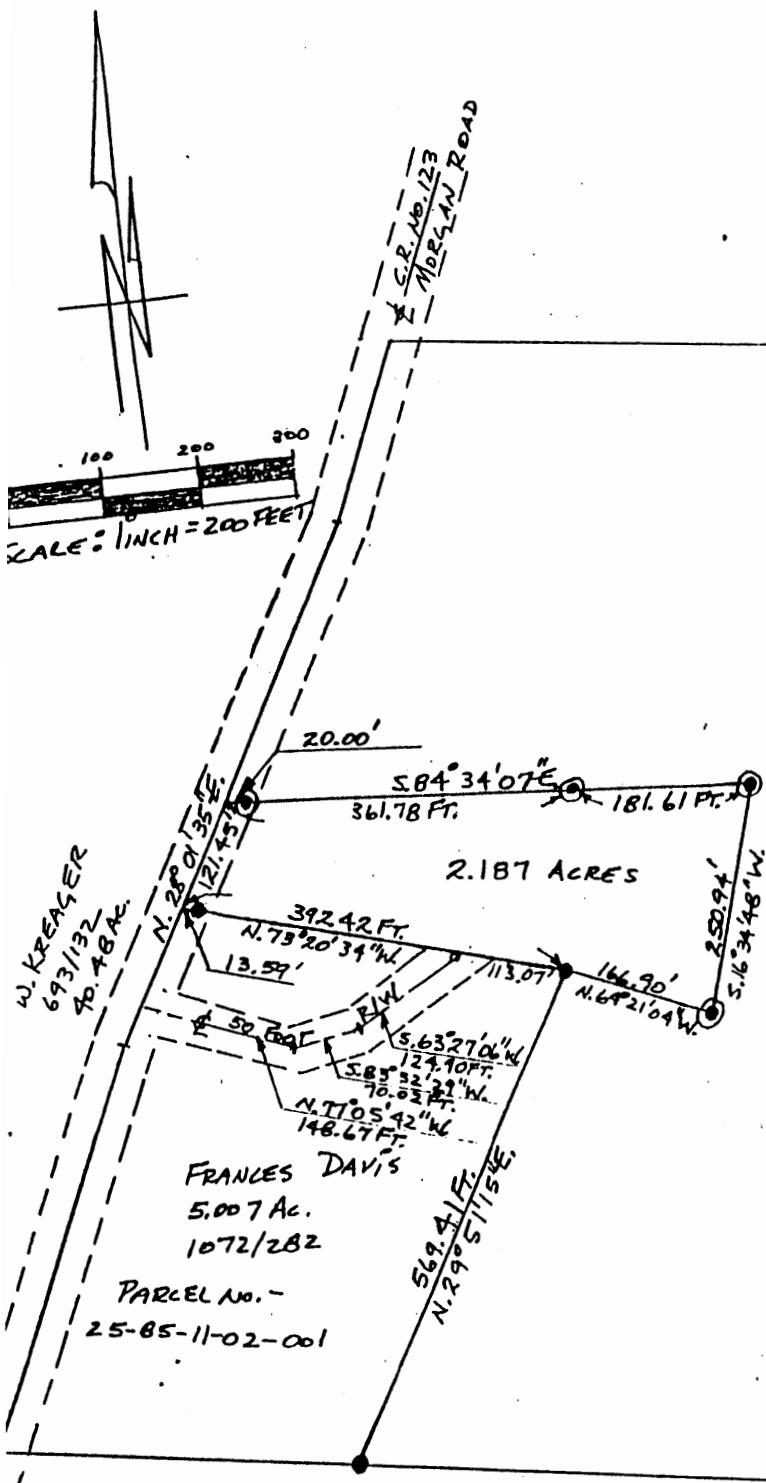 ℄ C.R. NO. 123
MORGAN ROAD
100 200 300
SCALE: 1 INCH = 200 FEET
20.00'
S.84° 34' 07" E.
361.78 FT.
181.61 FT.
N. 28° 01' 35" E.
121.45'
2.187 ACRES
250.94'
S.16° 34' 48" W.
W. KREAGER
693/132
40.48 AC.
392.42 FT.
N.73° 20' 34" W.
13.59'
113.07'
166.90'
N.64° 21' 04" W.
℄ 50 FOOT R/W
S.63° 27' 06" W.
124.40 FT.
S.83° 32' 29" W.
70.02 FT.
N.77° 05' 42" W.
148.67 FT.
FRANCES DAVIS
5.007 AC.
1072/282
PARCEL NO.-
25-85-11-02-001
569.41 FT.
N. 29° 51' 15" E.